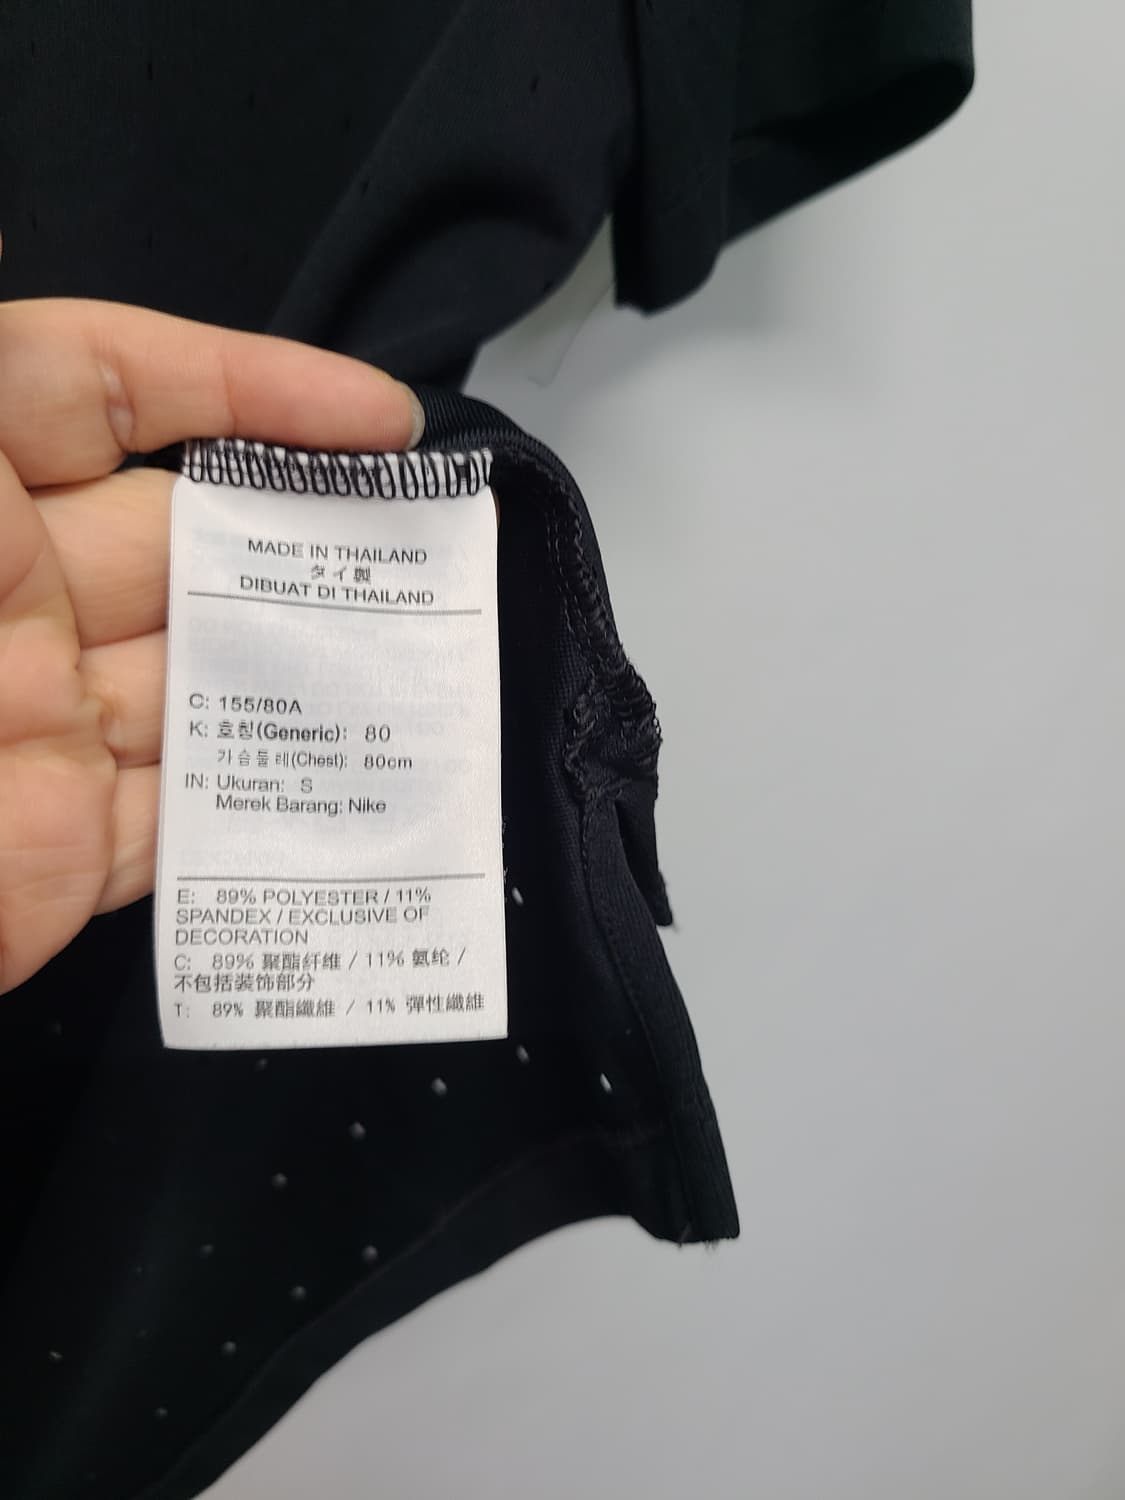 MADE IN THAILAND
タイ製
DIBUAT DI THAILAND
C: 155/80A
K: 호칭(Generic): 80
가슴둘레(Chest): 80cm
IN: Ukuran: S
Merek Barang: Nike
E: 89% POLYESTER / 11%
SPANDEX / EXCLUSIVE OF
DECORATION
C: 89% 聚酯纤维 / 11% 氨纶 /
不包括装饰部分
T: 89% 聚酯纖維 / 11% 彈性纖維